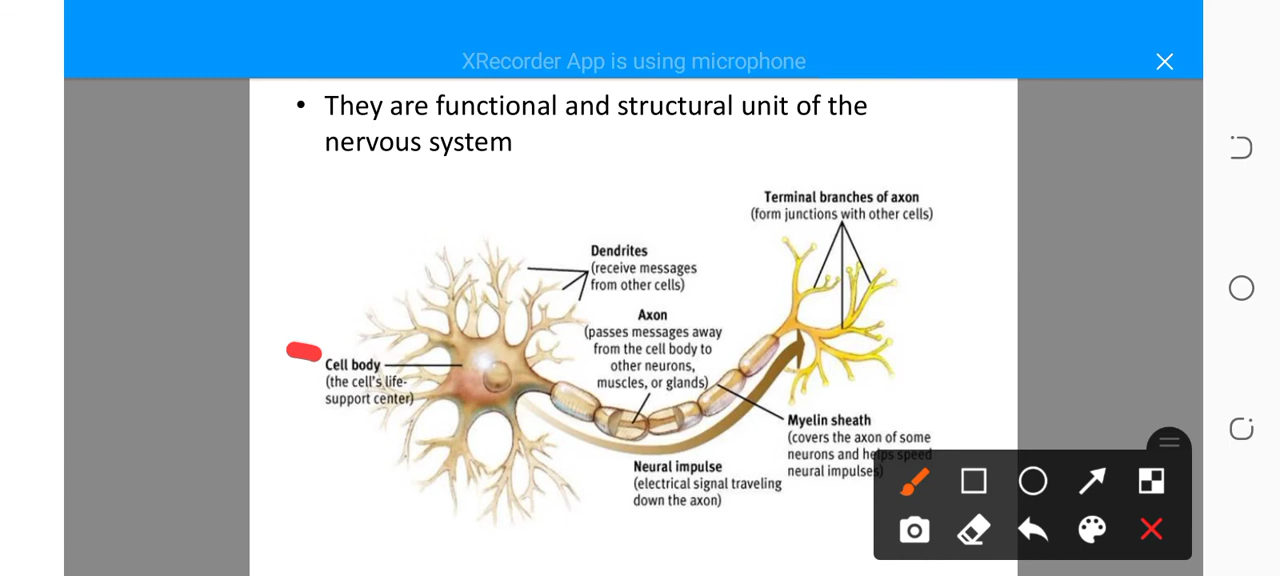 XRecorder App is using microphone
• They are functional and structural unit of the
nervous system
Terminal branches of axon
(form junctions with other cells)
Dendrites
(receive messages
from other cells)
Axon
(passes messages away
from the cell body to
other neurons,
muscles, or glands)
Cell body
(the cell's life-
support center)
Myelin sheath
(covers the axon of some
neurons and helps speed
neural impulses)
Neural impulse
(electrical signal traveling
down the axon)